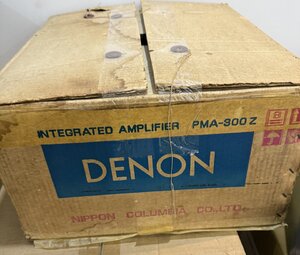 INTEGRATED AMPLIFIER PMA-300Z
DENON
NIPPON COLUMBIA CO., LTD.